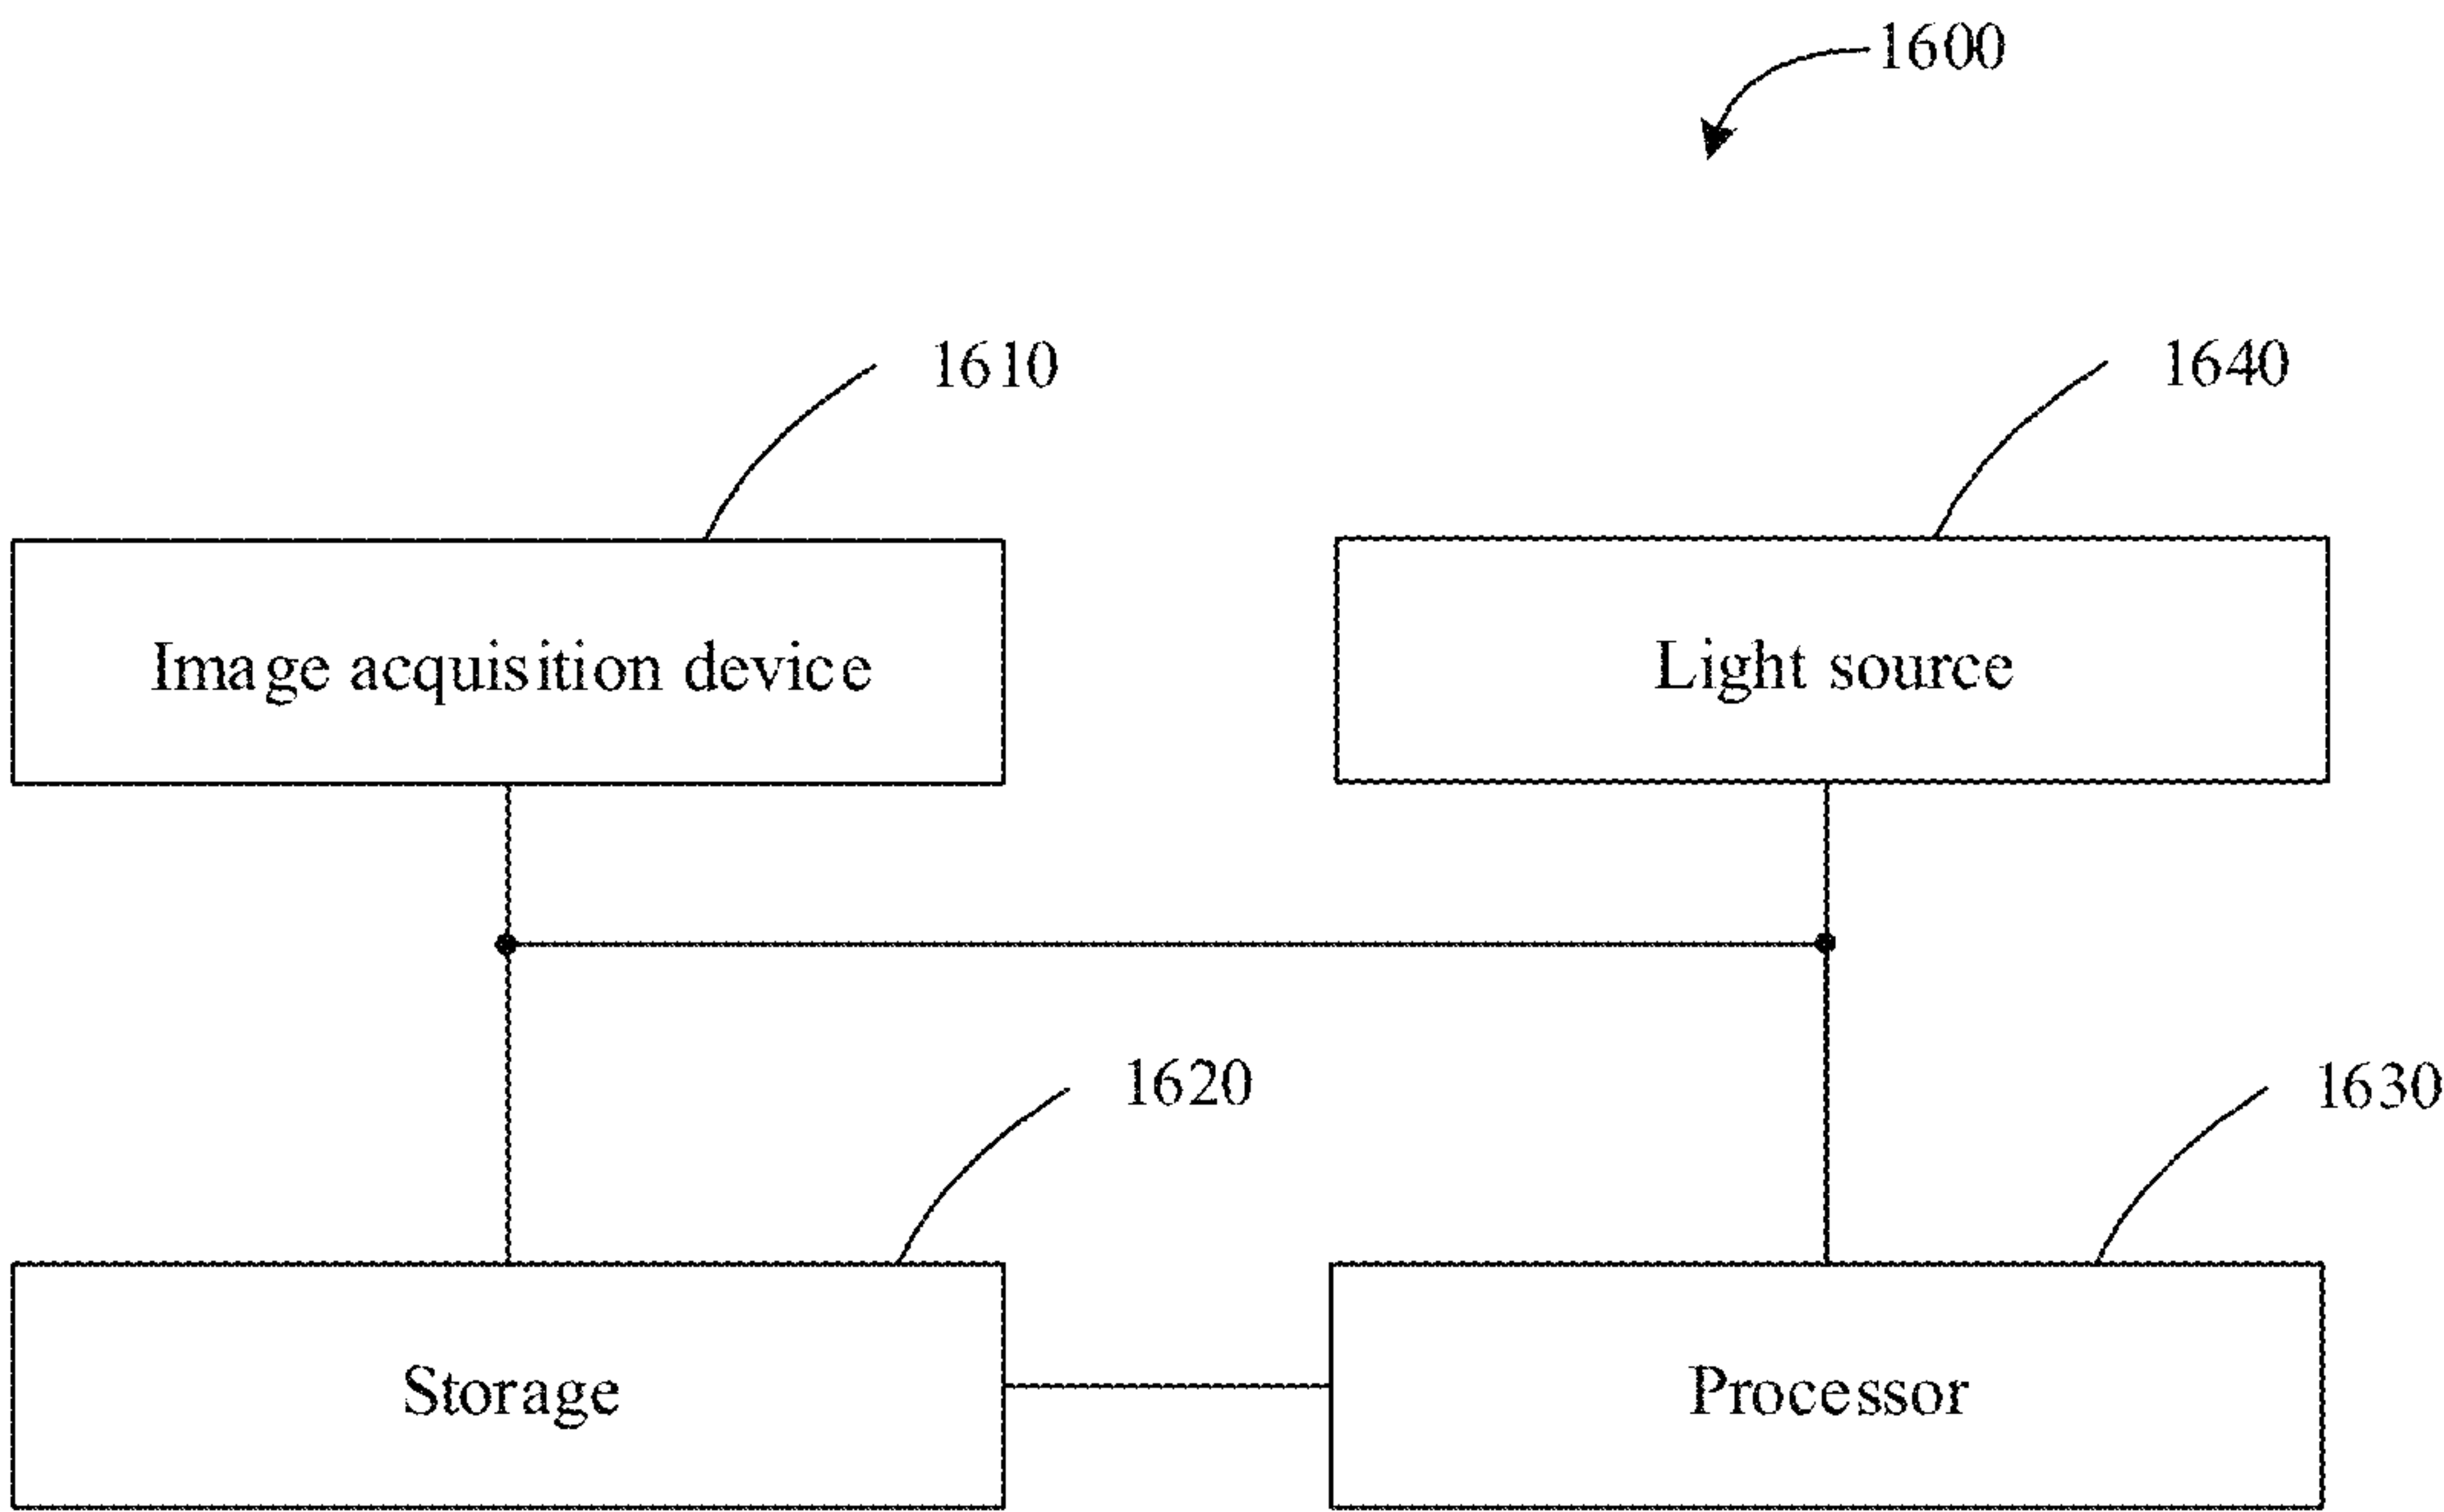 1600
1610
1640
Image acquisition device
Light source
1620
1630
Storage
Processor